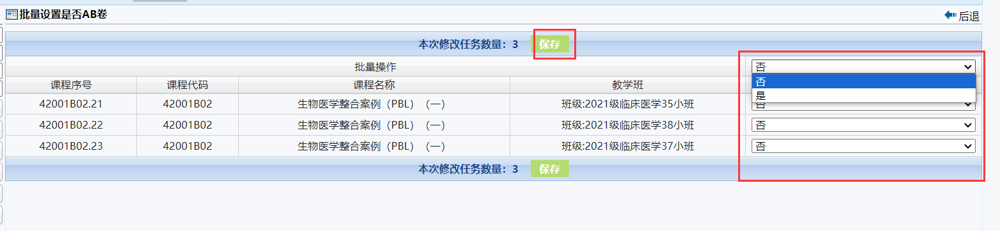 批量设置是否AB卷
后退
本次修改任务数量：3 保存
批量操作 否
否
是
课程序号 课程代码 课程名称 教学班
42001B02.21 42001B02 生物医学整合案例（PBL）（一） 班级:2021级临床医学35小班 否
42001B02.22 42001B02 生物医学整合案例（PBL）（一） 班级:2021级临床医学38小班 否
42001B02.23 42001B02 生物医学整合案例（PBL）（一） 班级:2021级临床医学37小班 否
本次修改任务数量：3 保存